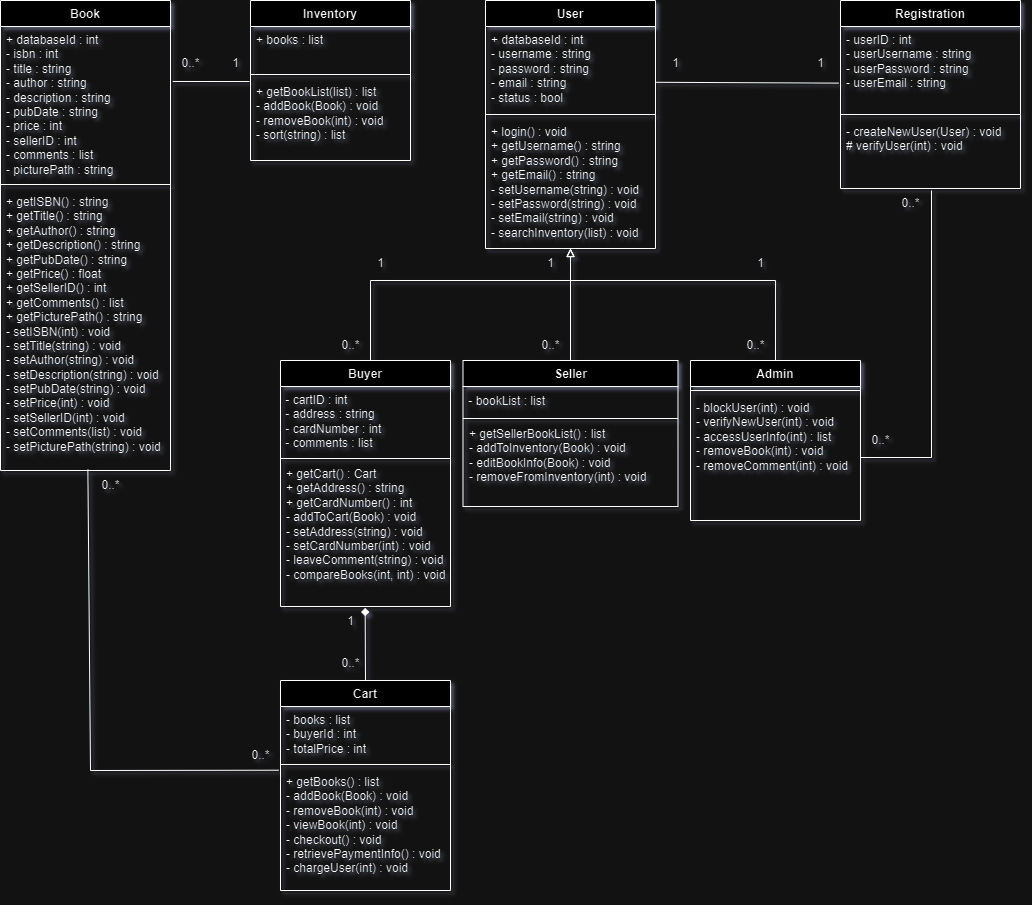 Book
+ databaseId : int
- isbn : int
- title : string
- author : string
- description : string
- pubDate : string
- price : int
- sellerID : int
- comments : list
- picturePath : string
+ getISBN() : string
+ getTitle() : string
+ getAuthor() : string
+ getDescription() : string
+ getPubDate() : string
+ getPrice() : float
+ getSellerID() : int
+ getComments() : list
+ getPicturePath() : string
- setISBN(int) : void
- setTitle(string) : void
- setAuthor(string) : void
- setDescription(string) : void
- setPubDate(string) : void
- setPrice(int) : void
- setSellerID(int) : void
- setComments(list) : void
- setPicturePath(string) : void
0..*
1
Inventory
+ books : list
+ getBookList(list) : list
- addBook(Book) : void
- removeBook(int) : void
- sort(string) : list
User
+ databaseId : int
- username : string
- password : string
- email : string
- status : bool
+ login() : void
+ getUsername() : string
+ getPassword() : string
+ getEmail() : string
- setUsername(string) : void
- setPassword(string) : void
- setEmail(string) : void
- searchInventory(list) : void
1
1
Registration
- userID : int
- userUsername : string
- userPassword : string
- userEmail : string
- createNewUser(User) : void
# verifyUser(int) : void
0..*
1
1
1
0..*
0..*
0..*
Buyer
- cartID : int
- address : string
- cardNumber : int
- comments : list
+ getCart() : Cart
+ getAddress() : string
+ getCardNumber() : int
- addToCart(Book) : void
- setAddress(string) : void
- setCardNumber(int) : void
- leaveComment(string) : void
- compareBooks(int, int) : void
Seller
- bookList : list
+ getSellerBookList() : list
- addToInventory(Book) : void
- editBookInfo(Book) : void
- removeFromInventory(int) : void
Admin
- blockUser(int) : void
- verifyNewUser(int) : void
- accessUserInfo(int) : list
- removeBook(int) : void
- removeComment(int) : void
0..*
0..*
1
0..*
0..*
Cart
- books : list
- buyerId : int
- totalPrice : int
+ getBooks() : list
- addBook(Book) : void
- removeBook(int) : void
- viewBook(int) : void
- checkout() : void
- retrievePaymentInfo() : void
- chargeUser(int) : void